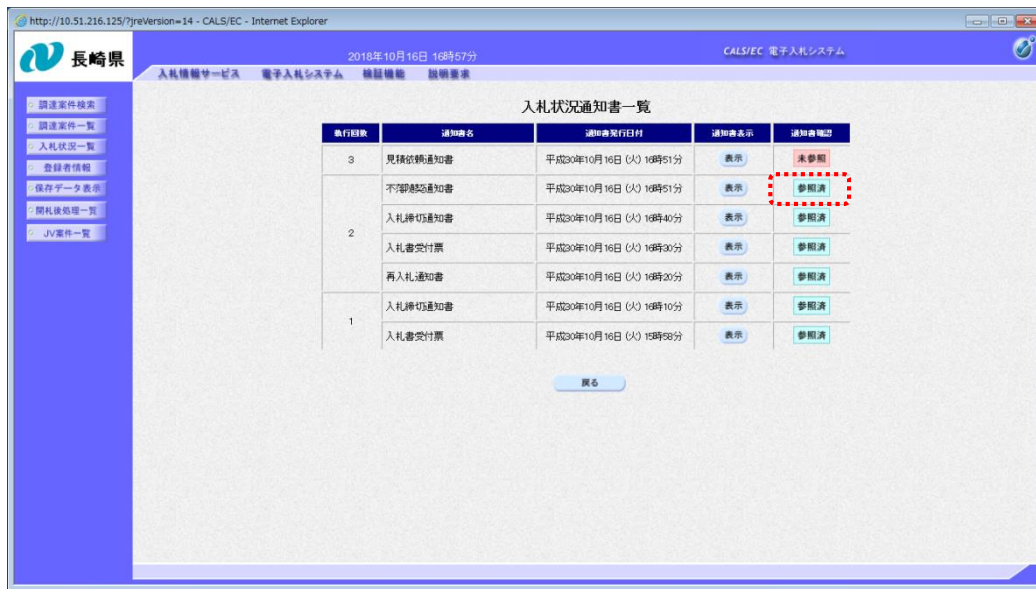 http://10.51.216.125/?jreVersion=14 - CALS/EC - Internet Explorer
長崎県
2018年10月16日 16時57分
CALS/EC 電子入札システム
入札情報サービス 電子入札システム 検証機能 説明要求
調達案件検索
調達案件一覧
入札状況一覧
登録者情報
保存データ表示
開札後処理一覧
JV案件一覧
入札状況通知書一覧
執行回数 通知書名 通知書発行日付 通知書表示 通知書確認
3 見積依頼通知書 平成30年10月16日 (火) 16時51分 表示 未参照
2
不落随契通知書 平成30年10月16日 (火) 16時51分 表示 参照済
入札締切通知書 平成30年10月16日 (火) 16時40分 表示 参照済
入札書受付票 平成30年10月16日 (火) 16時30分 表示 参照済
再入札通知書 平成30年10月16日 (火) 16時20分 表示 参照済
1
入札締切通知書 平成30年10月16日 (火) 16時10分 表示 参照済
入札書受付票 平成30年10月16日 (火) 15時58分 表示 参照済
戻る